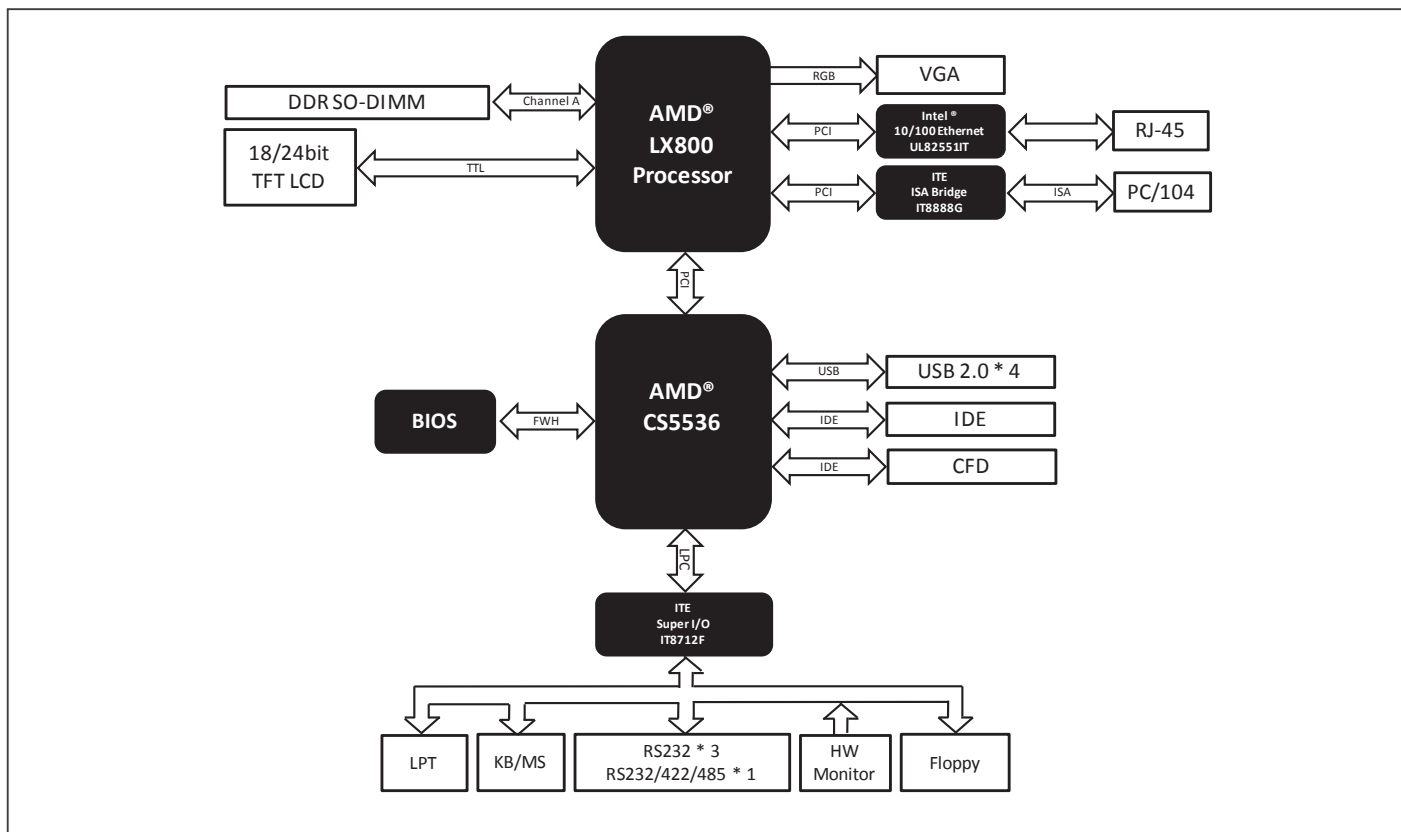 DDR SO-DIMM
Channel A
18/24bit
TFT LCD
TTL
AMD®
LX800
Processor
RGB
VGA
PCI
Intel ®
10/100 Ethernet
UL82551IT
RJ-45
PCI
ITE
ISA Bridge
IT8888G
ISA
PC/104
PCI
BIOS
FWH
AMD®
CS5536
USB
USB 2.0 * 4
IDE
IDE
IDE
CFD
LPC
ITE
Super I/O
IT8712F
LPT
KB/MS
RS232 * 3
RS232/422/485 * 1
HW
Monitor
Floppy